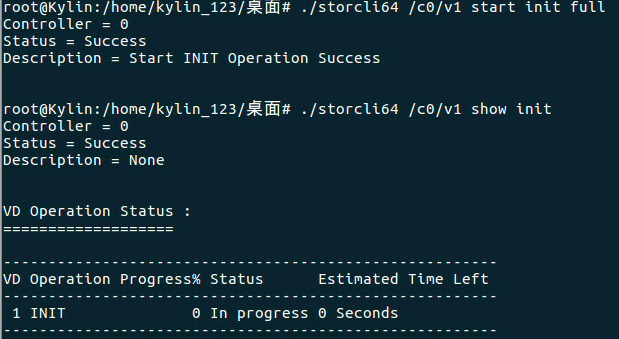 root@Kylin:/home/kylin_123/桌面# ./storcli64 /c0/v1 start init full
Controller = 0
Status = Success
Description = Start INIT Operation Success
root@Kylin:/home/kylin_123/桌面# ./storcli64 /c0/v1 show init
Controller = 0
Status = Success
Description = None
VD Operation Status :
===================
-------------------------------------------------------
VD Operation Progress% Status      Estimated Time Left
-------------------------------------------------------
 1 INIT              0 In progress 0 Seconds
-------------------------------------------------------